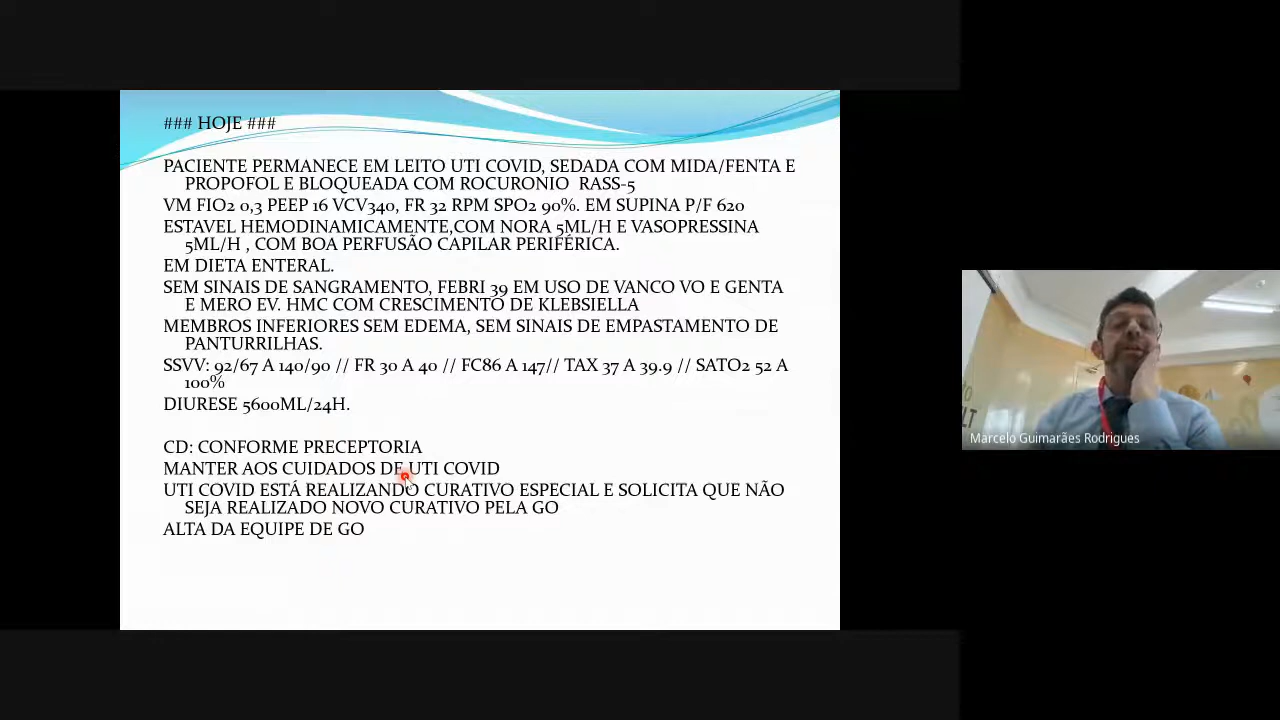 ### HOJE ###
PACIENTE PERMANECE EM LEITO UTI COVID, SEDADA COM MIDA/FENTA E
PROPOFOL E BLOQUEADA COM ROCURONIO RASS-5
VM FIO2 0,3 PEEP 16 VCV340, FR 32 RPM SPO2 90%. EM SUPINA P/F 620
ESTAVEL HEMODINAMICAMENTE,COM NORA 5ML/H E VASOPRESSINA
5ML/H , COM BOA PERFUSÃO CAPILAR PERIFÉRICA.
EM DIETA ENTERAL.
SEM SINAIS DE SANGRAMENTO, FEBRI 39 EM USO DE VANCO VO E GENTA
E MERO EV. HMC COM CRESCIMENTO DE KLEBSIELLA
MEMBROS INFERIORES SEM EDEMA, SEM SINAIS DE EMPASTAMENTO DE
PANTURRILHAS.
SSVV: 92/67 A 140/90 // FR 30 A 40 // FC86 A 147// TAX 37 A 39.9 // SATO2 52 A
100%
DIURESE 5600ML/24H.
CD: CONFORME PRECEPTORIA
MANTER AOS CUIDADOS DE UTI COVID
UTI COVID ESTÁ REALIZANDO CURATIVO ESPECIAL E SOLICITA QUE NÃO
SEJA REALIZADO NOVO CURATIVO PELA GO
ALTA DA EQUIPE DE GO
Marcelo Guimarães Rodrigues